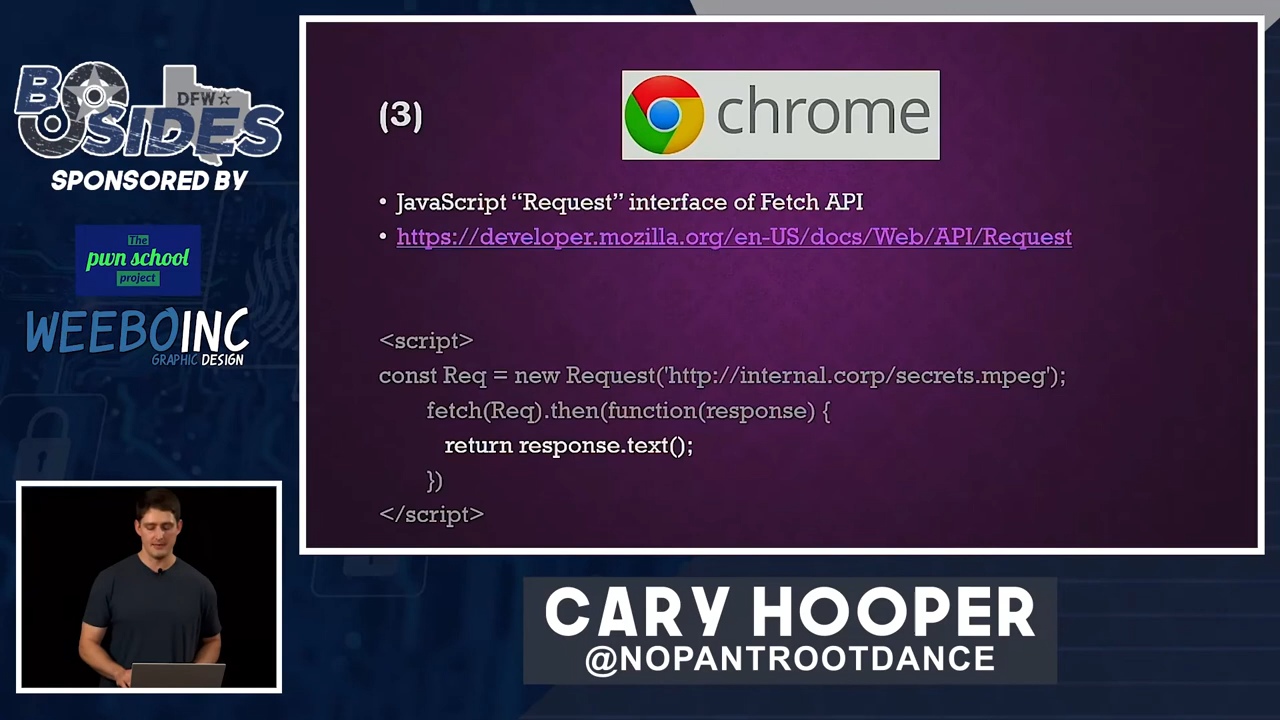 BSIDES
DFW
SPONSORED BY
The
pwn school
project
WEEBOINC
GRAPHIC DESIGN
(3)
chrome
• JavaScript “Request” interface of Fetch API
• https://developer.mozilla.org/en-US/docs/Web/API/Request
<script>
const Req = new Request('http://internal.corp/secrets.mpeg');
fetch(Req).then(function(response) {
return response.text();
})
</script>
CARY HOOPER
@NOPANTROOTDANCE